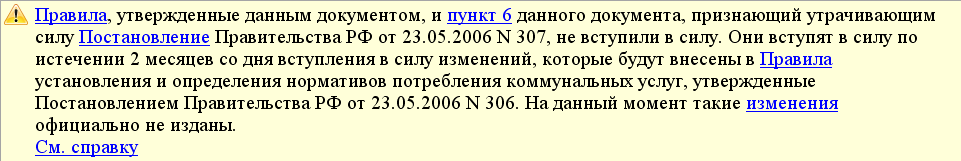 Правила, утвержденные данным документом, и пункт 6 данного документа, признающий утрачивающим
силу Постановление Правительства РФ от 23.05.2006 N 307, не вступили в силу. Они вступят в силу по
истечении 2 месяцев со дня вступления в силу изменений, которые будут внесены в Правила
установления и определения нормативов потребления коммунальных услуг, утвержденные
Постановлением Правительства РФ от 23.05.2006 N 306. На данный момент такие изменения
официально не изданы.
См. справку